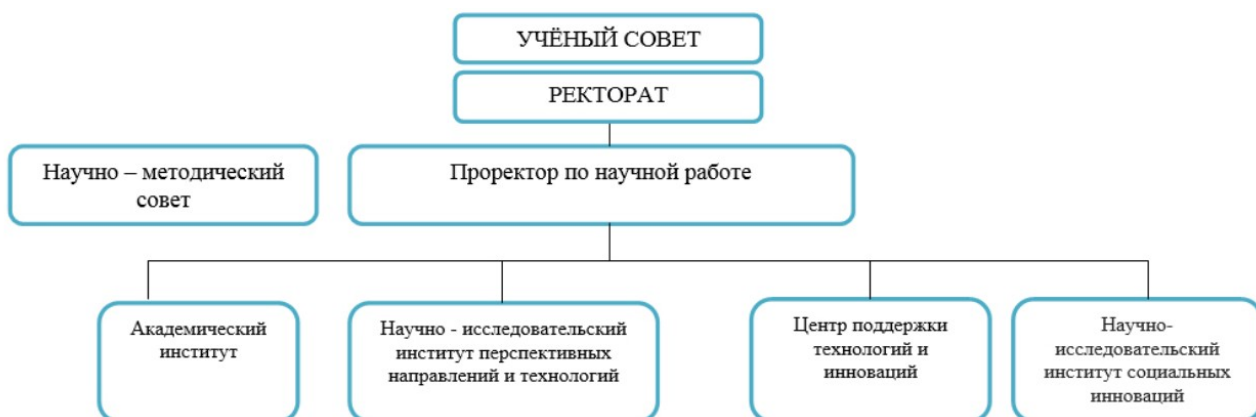 УЧЁНЫЙ СОВЕТ
РЕКТОРАТ
Научно – методический
совет
Проректор по научной работе
Академический
институт
Научно - исследовательский
институт перспективных
направлений и технологий
Центр поддержки
технологий и
инноваций
Научно-
исследовательский
институт социальных
инноваций